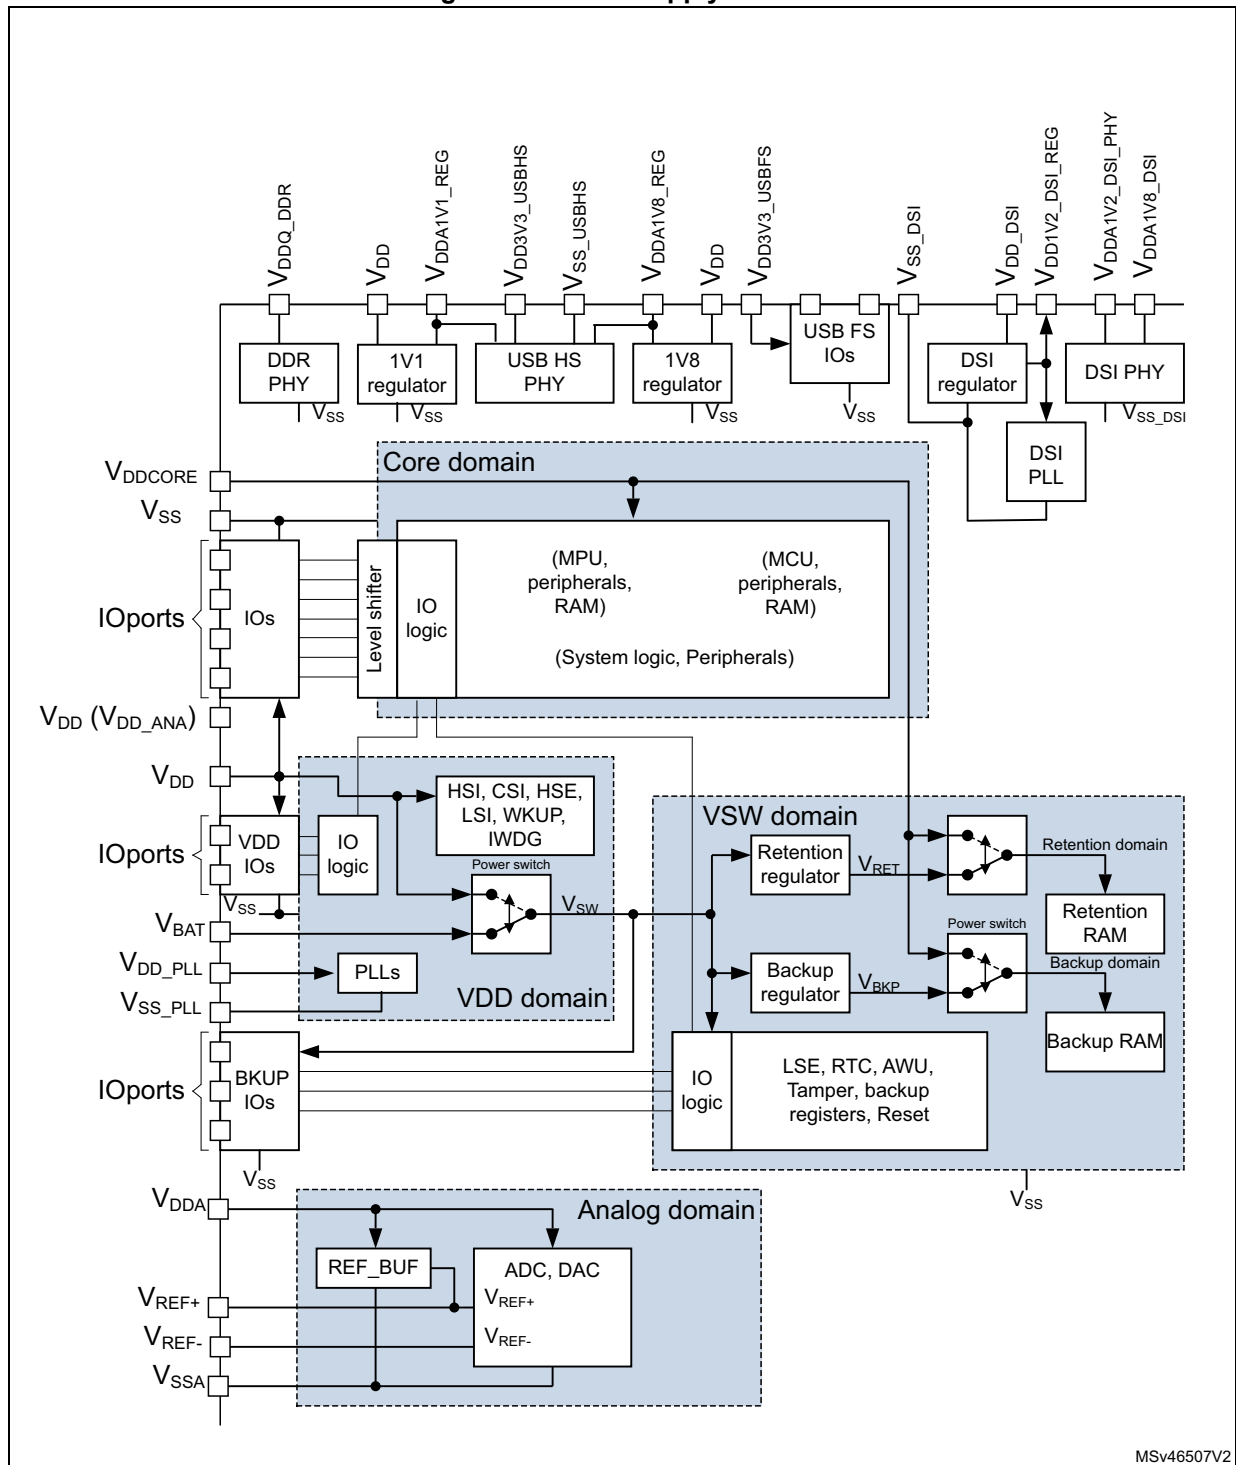 VDDQ_DDR
VDD
VDDA1V1_REG
VDD3V3_USBHS
VSS_USBHS
VDDA1V8_REG
VDD
VDD3V3_USBFS
VSS_DSI
VDD_DSI
VDD1V2_DSI_REG
VDDA1V2_DSI_PHY
VDDA1V8_DSI
DDR
PHY
1V1
regulator
USB HS
PHY
1V8
regulator
USB FS
IOs
DSI
regulator
DSI PHY
VSS
VSS
VSS
VSS
VSS_DSI
DSI
PLL
VDDCORE
Core domain
VSS
IOports
IOs
Level shifter
IO
logic
(MPU,
peripherals,
RAM)
(MCU,
peripherals,
RAM)
(System logic, Peripherals)
VDD (VDD_ANA)
VDD
IOports
VDD
IOs
IO
logic
HSI, CSI, HSE,
LSI, WKUP,
IWDG
Power switch
VSW
VSS
VBAT
VDD_PLL
PLLs
VSS_PLL
VDD domain
VSW domain
Retention
regulator
VRET
Retention domain
Retention
RAM
Power switch
Backup
regulator
VBKP
Backup domain
Backup RAM
IOports
BKUP
IOs
IO
logic
LSE, RTC, AWU,
Tamper, backup
registers, Reset
VSS
VSS
VDDA
Analog domain
REF_BUF
ADC, DAC
VREF+
VREF+
VREF-
VREF-
VSSA
MSv46507V2